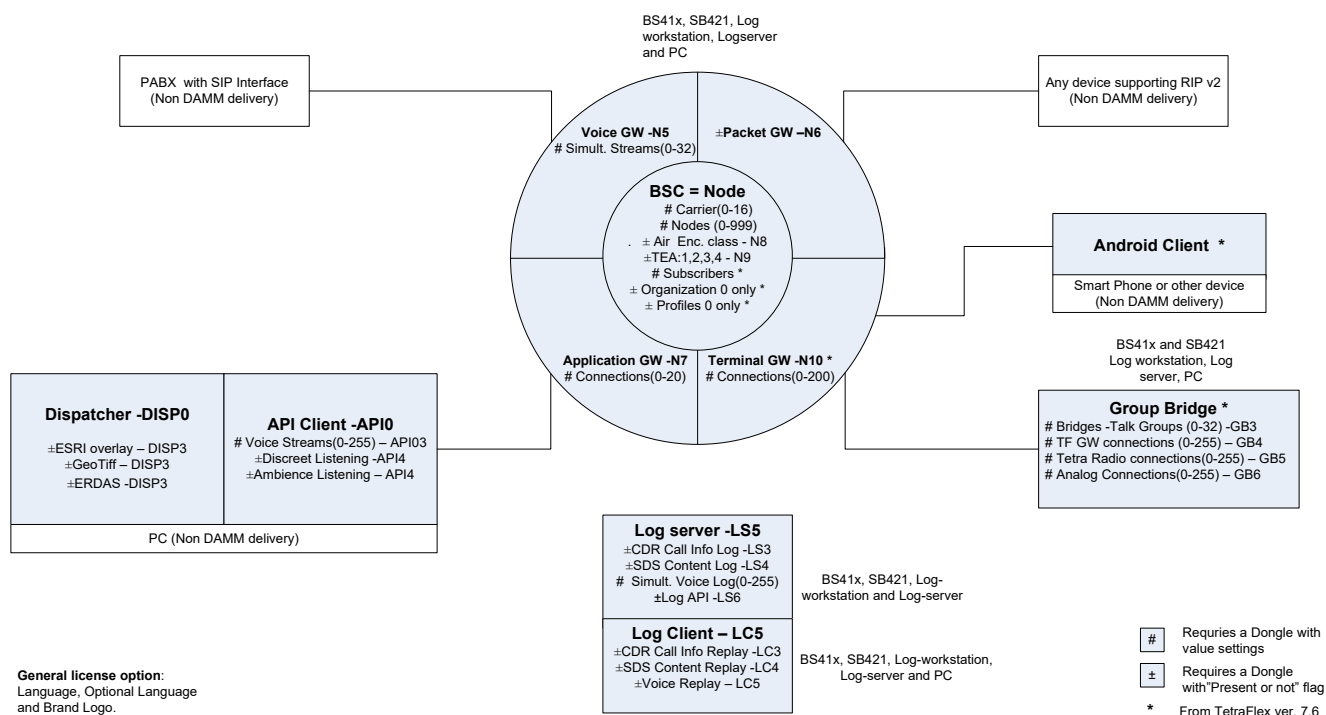 BS41x, SB421, Log
workstation, Logserver
and PC
PABX with SIP Interface
(Non DAMM delivery)
Any device supporting RIP v2
(Non DAMM delivery)
Voice GW -N5
# Simult. Streams(0-32)
±Packet GW –N6
BSC = Node
# Carrier(0-16)
# Nodes (0-999)
. ± Air Enc. class - N8
±TEA:1,2,3,4 - N9
# Subscribers *
± Organization 0 only *
± Profiles 0 only *
Android Client *
Smart Phone or other device
(Non DAMM delivery)
Application GW -N7
# Connections(0-20)
Terminal GW -N10 *
# Connections(0-200)
BS41x and SB421
Log workstation, Log
server, PC
Dispatcher -DISP0
±ESRI overlay – DISP3
±GeoTiff – DISP3
±ERDAS -DISP3
API Client -API0
# Voice Streams(0-255) – API03
±Discreet Listening -API4
±Ambience Listening – API4
PC (Non DAMM delivery)
Group Bridge *
# Bridges -Talk Groups (0-32) -GB3
# TF GW connections (0-255) – GB4
# Tetra Radio connections(0-255) – GB5
# Analog Connections(0-255) – GB6
Log server -LS5
±CDR Call Info Log -LS3
±SDS Content Log -LS4
# Simult. Voice Log(0-255)
±Log API -LS6
BS41x, SB421, Log-
workstation and Log-server
Log Client – LC5
±CDR Call Info Replay -LC3
±SDS Content Replay -LC4
±Voice Replay – LC5
BS41x, SB421, Log-workstation,
Log-server and PC
General license option:
Language, Optional Language
and Brand Logo.
# Requries a Dongle with
value settings
± Requires a Dongle
with”Present or not” flag
* From TetraFlex ver. 7.6